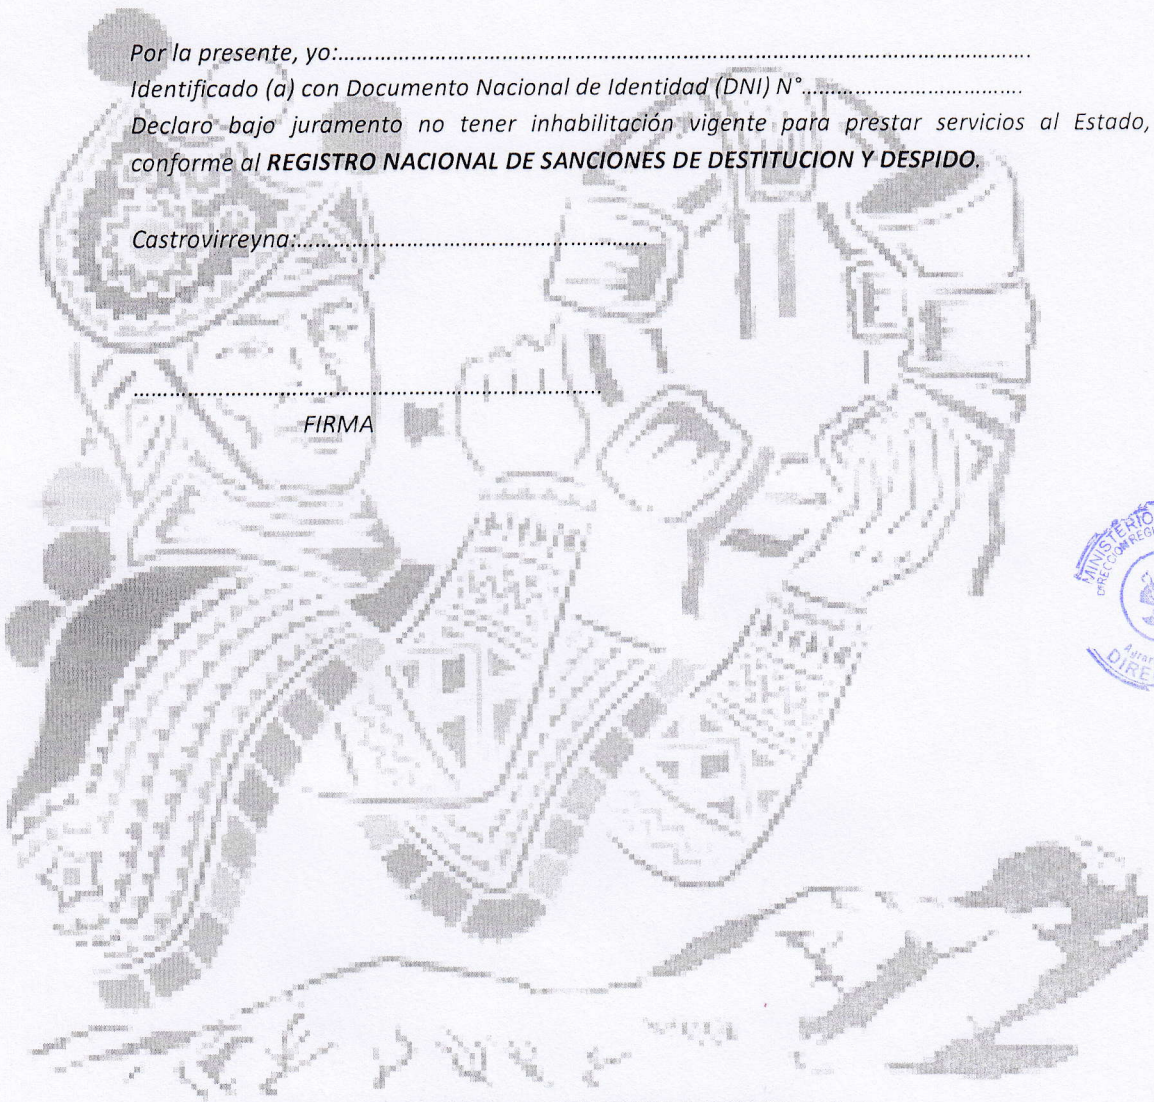 Por la presente, yo:........................................................................................................................
Identificado (a) con Documento Nacional de Identidad (DNI) N°......................................
Declaro bajo juramento no tener inhabilitación vigente para prestar servicios al Estado,
conforme al REGISTRO NACIONAL DE SANCIONES DE DESTITUCION Y DESPIDO.
Castrovirreyna:..............................................................
..................................................................................
FIRMA
MINISTERIO